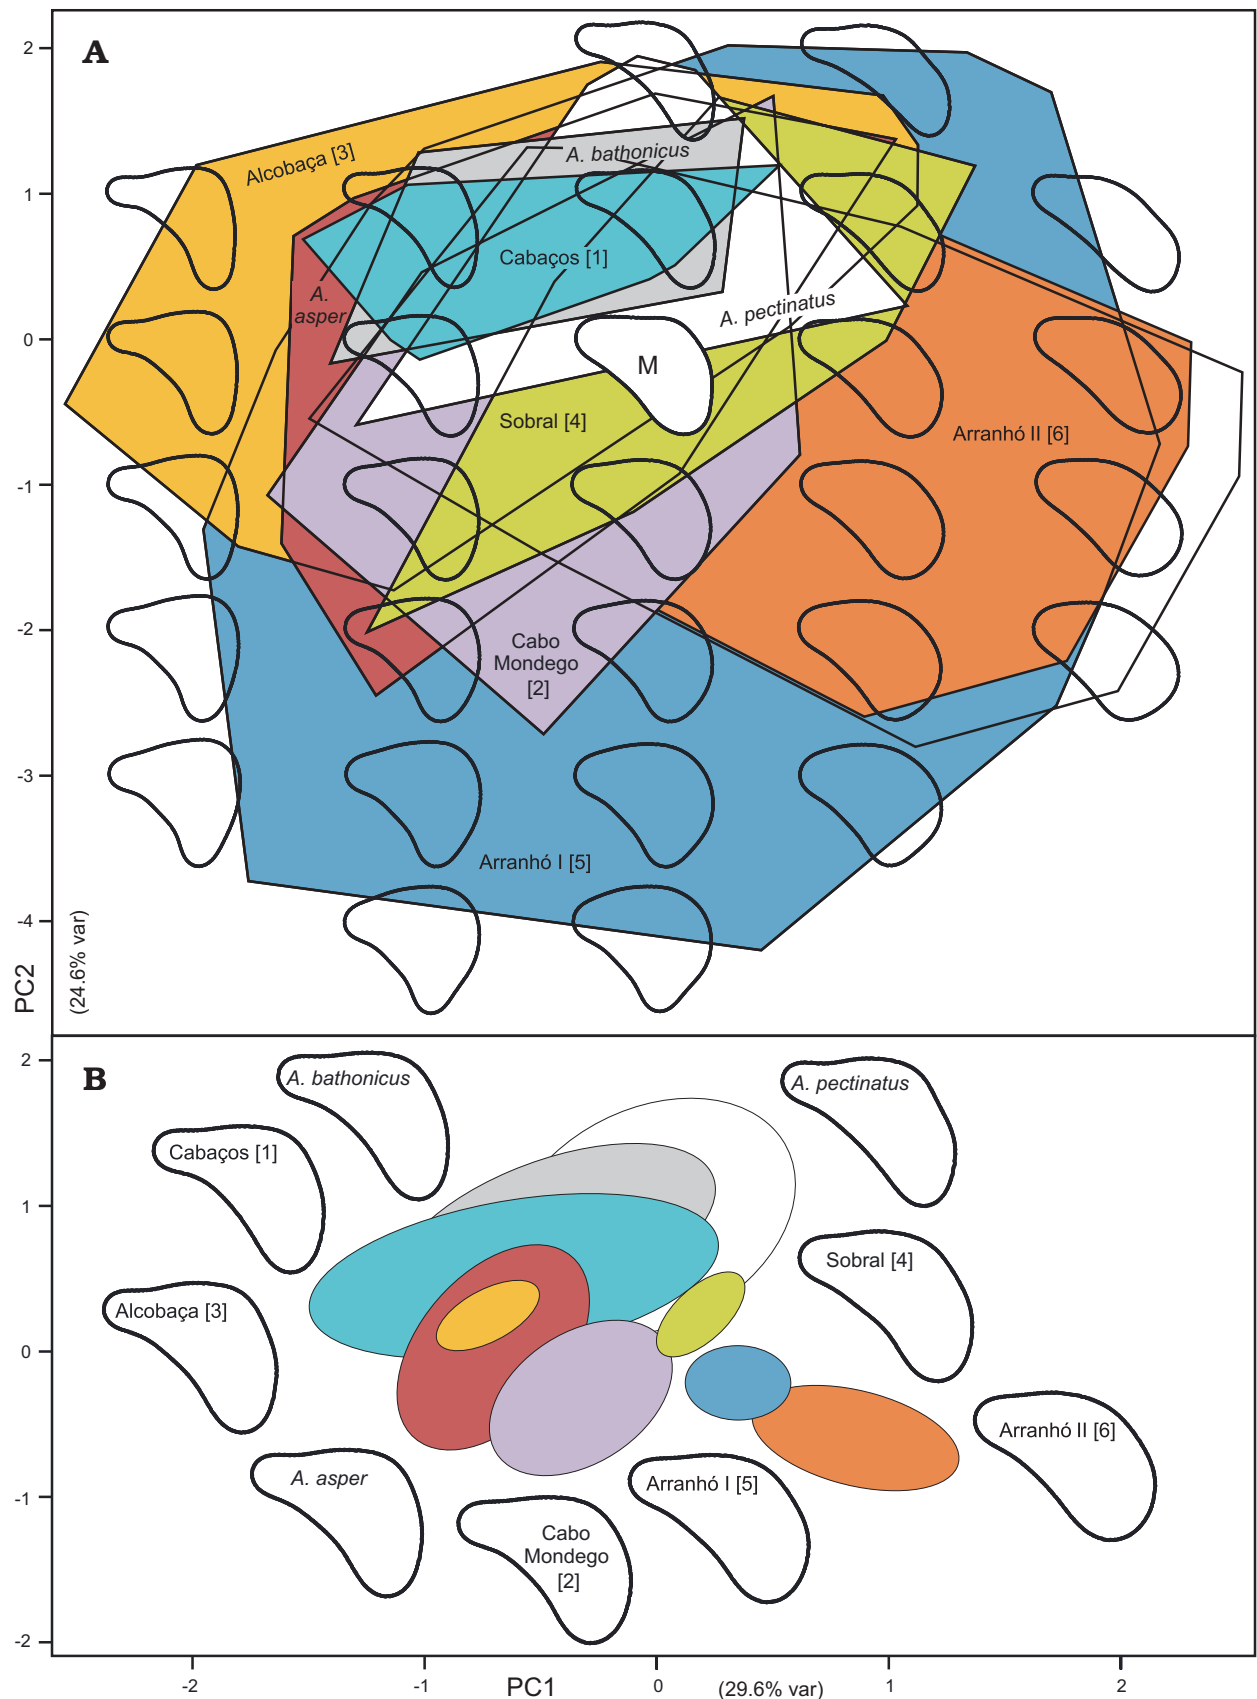 A
2
1
0
-1
-2
-3
-4
PC2
(24.6% var)
Alcobaça [3]
A. bathonicus
Cabaços [1]
A.
asper
A. pectinatus
M
Sobral [4]
Arranhó II [6]
Cabo
Mondego
[2]
Arranhó I [5]
B
2
1
0
-1
-2
A. bathonicus
A. pectinatus
Cabaços [1]
Sobral [4]
Alcobaça [3]
Arranhó II [6]
A. asper
Arranhó I [5]
Cabo
Mondego
[2]
-2
-1
PC1
0
(29.6% var)
1
2